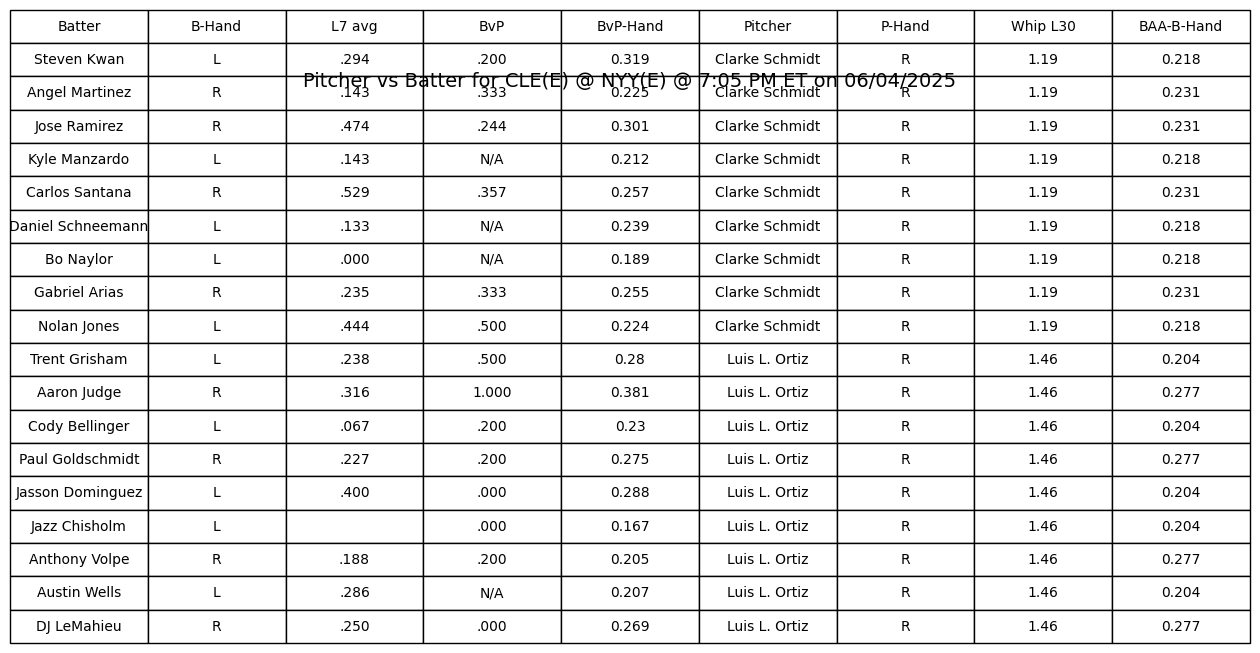 Batter B-Hand L7 avg BvP BvP-Hand Pitcher P-Hand Whip L30 BAA-B-Hand
Steven Kwan L .294 .200 0.319 Clarke Schmidt R 1.19 0.218
Pitcher vs Batter for CLE(E) @ NYY(E) @ 7:05 PM ET on 06/04/2025
Angel Martinez R .143 .333 0.225 Clarke Schmidt R 1.19 0.231
Jose Ramirez R .474 .244 0.301 Clarke Schmidt R 1.19 0.231
Kyle Manzardo L .143 N/A 0.212 Clarke Schmidt R 1.19 0.218
Carlos Santana R .529 .357 0.257 Clarke Schmidt R 1.19 0.231
Daniel Schneemann L .133 N/A 0.239 Clarke Schmidt R 1.19 0.218
Bo Naylor L .000 N/A 0.189 Clarke Schmidt R 1.19 0.218
Gabriel Arias R .235 .333 0.255 Clarke Schmidt R 1.19 0.231
Nolan Jones L .444 .500 0.224 Clarke Schmidt R 1.19 0.218
Trent Grisham L .238 .500 0.28 Luis L. Ortiz R 1.46 0.204
Aaron Judge R .316 1.000 0.381 Luis L. Ortiz R 1.46 0.277
Cody Bellinger L .067 .200 0.23 Luis L. Ortiz R 1.46 0.204
Paul Goldschmidt R .227 .200 0.275 Luis L. Ortiz R 1.46 0.277
Jasson Dominguez L .400 .000 0.288 Luis L. Ortiz R 1.46 0.204
Jazz Chisholm L .000 0.167 Luis L. Ortiz R 1.46 0.204
Anthony Volpe R .188 .200 0.205 Luis L. Ortiz R 1.46 0.277
Austin Wells L .286 N/A 0.207 Luis L. Ortiz R 1.46 0.204
DJ LeMahieu R .250 .000 0.269 Luis L. Ortiz R 1.46 0.277